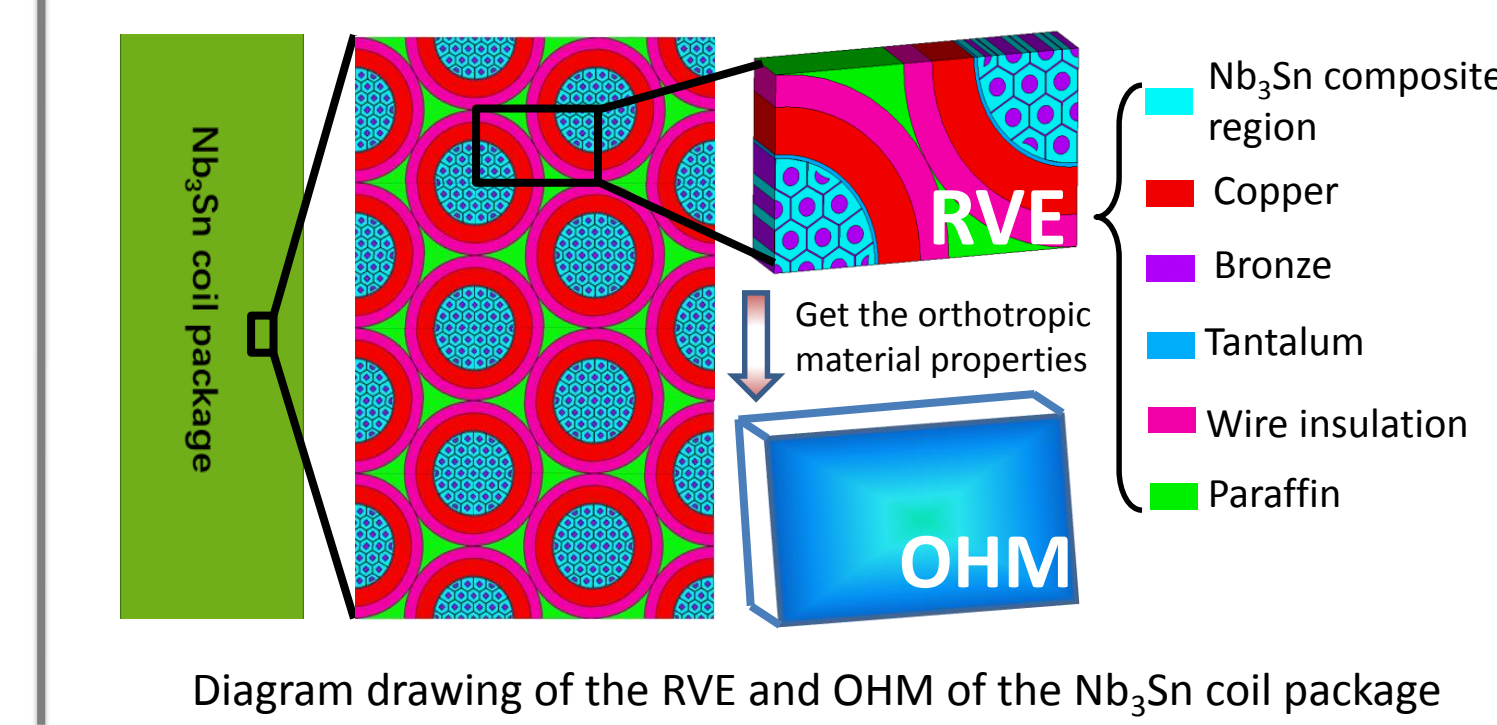 Nb₃Sn coil package
RVE
Get the orthotropic
material properties
OHM
Nb₃Sn composite
region
Copper
Bronze
Tantalum
Wire insulation
Paraffin
Diagram drawing of the RVE and OHM of the Nb₃Sn coil package